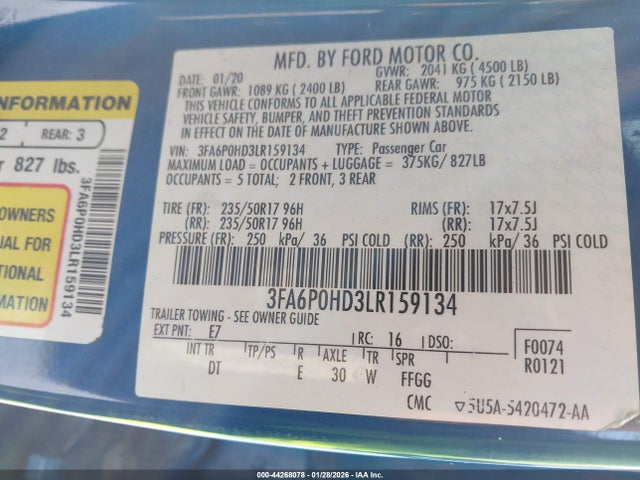 NFORMATION
2 REAR: 3
r 827 lbs.
OWNERS
UAL FOR
TIONAL
RMATION
3FA6P0HD3LR159134
MFD. BY FORD MOTOR CO.
DATE: 01/20 GVWR: 2041 KG ( 4500 LB)
FRONT GAWR: 1089 KG ( 2400 LB) REAR GAWR: 975 KG ( 2150 LB)
THIS VEHICLE CONFORMS TO ALL APPLICABLE FEDERAL MOTOR
VEHICLE SAFETY, BUMPER, AND THEFT PREVENTION STANDARDS
IN EFFECT ON THE DATE OF MANUFACTURE SHOWN ABOVE.
VIN: 3FA6P0HD3LR159134 TYPE: Passenger Car
MAXIMUM LOAD = OCCUPANTS + LUGGAGE = 375KG/ 827LB
OCCUPANTS = 5 TOTAL; 2 FRONT, 3 REAR
TIRE (FR): 235/50R17 96H RIMS (FR): 17x7.5J
(RR): 235/50R17 96H (RR): 17x7.5J
PRESSURE (FR): 250 kPa/ 36 PSI COLD (RR): 250 kPa/ 36 PSI COLD
3FA6P0HD3LR159134
TRAILER TOWING - SEE OWNER GUIDE
EXT PNT: E7 RC: 16 DSO: F0074
INT TR TP/PS R AXLE TR SPR R0121
DT E 30 W FFGG
CMC 5U5A-5420472-AA
000-44268078 | 01/28/2026 - IAA Inc.